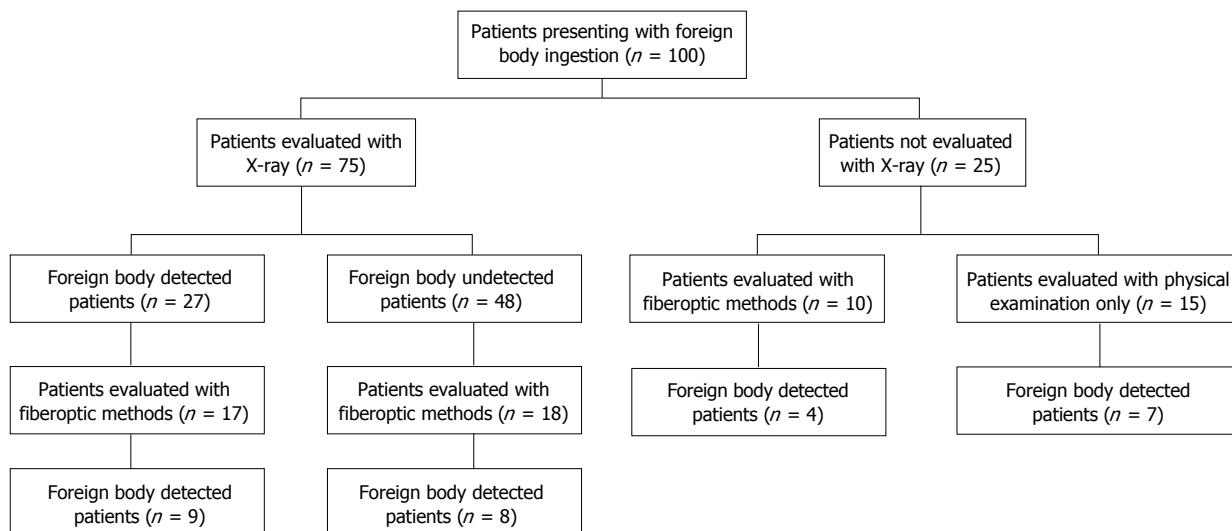 Patients presenting with foreign
body ingestion (n = 100)
Patients evaluated with
X-ray (n = 75)
Patients not evaluated
with X-ray (n = 25)
Foreign body detected
patients (n = 27)
Foreign body undetected
patients (n = 48)
Patients evaluated with
fiberoptic methods (n = 10)
Patients evaluated with physical
examination only (n = 15)
Patients evaluated with
fiberoptic methods (n = 17)
Patients evaluated with
fiberoptic methods (n = 18)
Foreign body detected
patients (n = 4)
Foreign body detected
patients (n = 7)
Foreign body detected
patients (n = 9)
Foreign body detected
patients (n = 8)